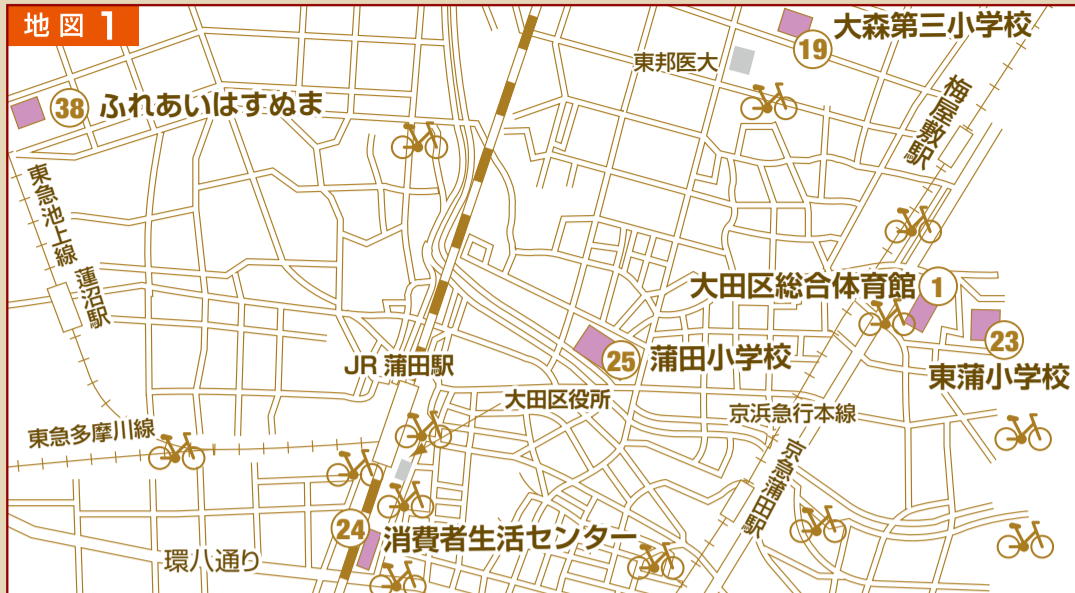 地図 1
大森第三小学校
19
東邦医大
梅屋敷駅
38 ふれあいはすぬま
東急池上線
蓮沼駅
大田区総合体育館 1
23
東蒲小学校
25 蒲田小学校
JR 蒲田駅
大田区役所
京浜急行本線
京急蒲田駅
東急多摩川線
24 消費者生活センター
環八通り